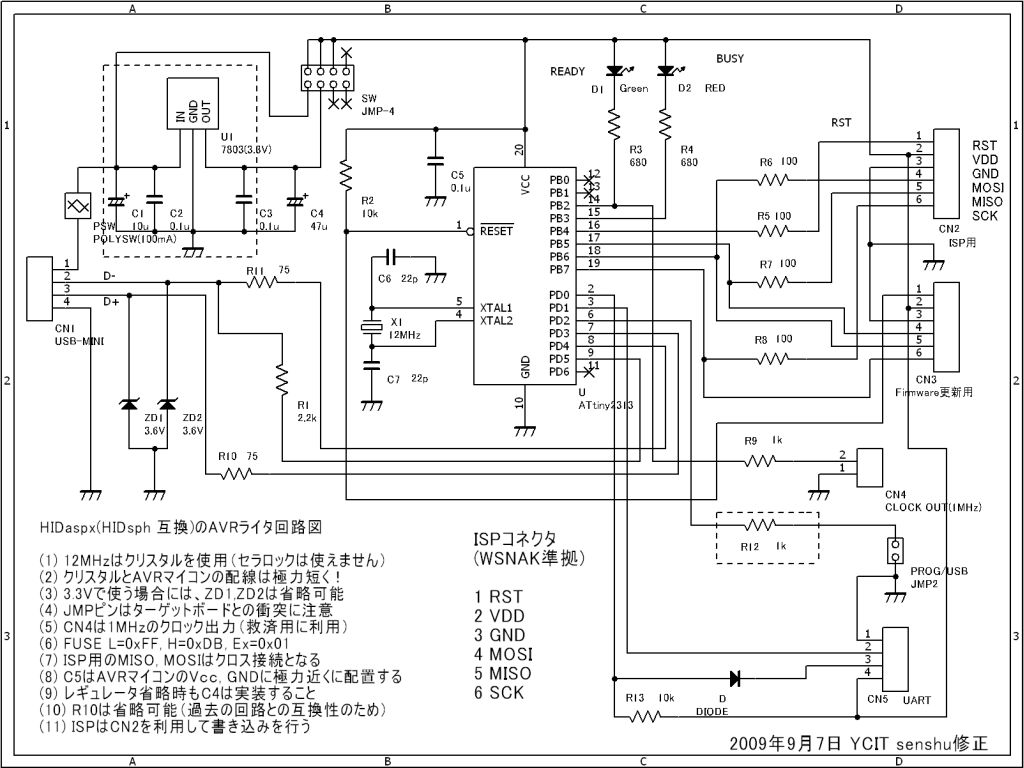 A B C D
1 1
2 2
3 3
A B C D
IN
GND
OUT
U1
7803(3.3V)
SW
JMP-4
PSW
POLYSW(100mA)
C1
10u
C2
0.1u
C3
0.1u
C4
47u
1
2
3
4
D-
D+
CN1
USB-MINI
R11 75
R1
2.2k
ZD1
3.6V
ZD2
3.6V
R10 75
R2
10k
C5
0.1u
C6 22p
X1
12MHz
C7 22p
20
VCC
1 RESET
5 XTAL1
4 XTAL2
GND
10
PB0 12
PB1 13
PB2 14
PB3 15
PB4 16
PB5 17
PB6 18
PB7 19
PD0 2
PD1 3
PD2 6
PD3 7
PD4 8
PD5 9
PD6 11
U
ATtiny2313
READY
BUSY
D1 Green
D2 RED
R3
680
R4
680
RST
R6 100
R5 100
R7 100
R8 100
1 RST
2 VDD
3 GND
4 MOSI
5 MISO
6 SCK
CN2
ISP用
1
2
3
4
5
6
CN3
Firmware更新用
R9 1k
2
1
CN4
CLOCK OUT(1MHz)
R12 1k
PROG/USB
JMP2
1
2
3
4
CN5 UART
D
DIODE
R13 10k
HIDaspx(HIDsph 互換)のAVRライタ回路図
(1) 12MHzはクリスタルを使用(セラロックは使えません)
(2) クリスタルとAVRマイコンの配線は極力短く!
(3) 3.3Vで使う場合には、ZD1,ZD2は省略可能
(4) JMPピンはターゲットボードとの衝突に注意
(5) CN4は1MHzのクロック出力(救済用に利用)
(6) FUSE L=0xFF, H=0xDB, Ex=0x01
(7) ISP用のMISO, MOSIはクロス接続となる
(8) C5はAVRマイコンのVcc, GNDに極力近くに配置する
(9) レギュレータ省略時もC4は実装すること
(10) R10は省略可能(過去の回路との互換性のため)
(11) ISPはCN2を利用して書き込みを行う
ISPコネクタ
(WSNAK準拠)
1 RST
2 VDD
3 GND
4 MOSI
5 MISO
6 SCK
2009年9月7日 YCIT senshu修正